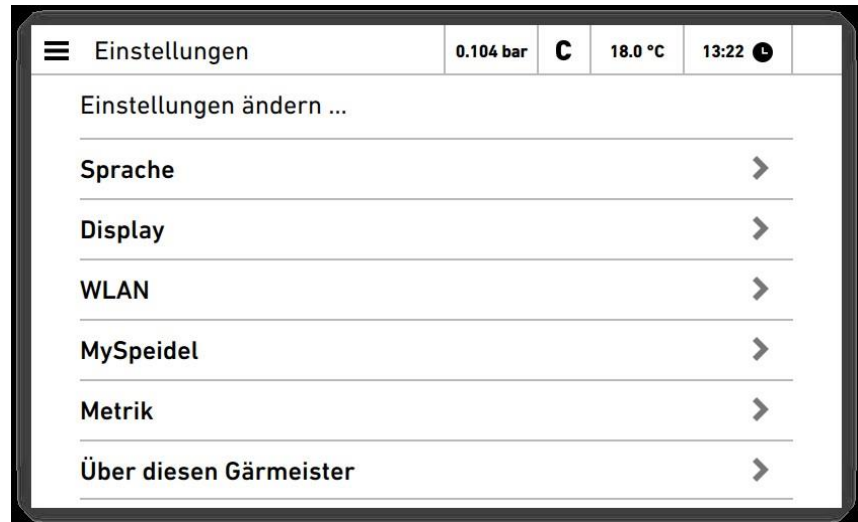 Einstellungen 0.104 bar C 18.0 °C 13:22
Einstellungen ändern ...
Sprache
Display
WLAN
MySpeidel
Metrik
Über diesen Gärmeister